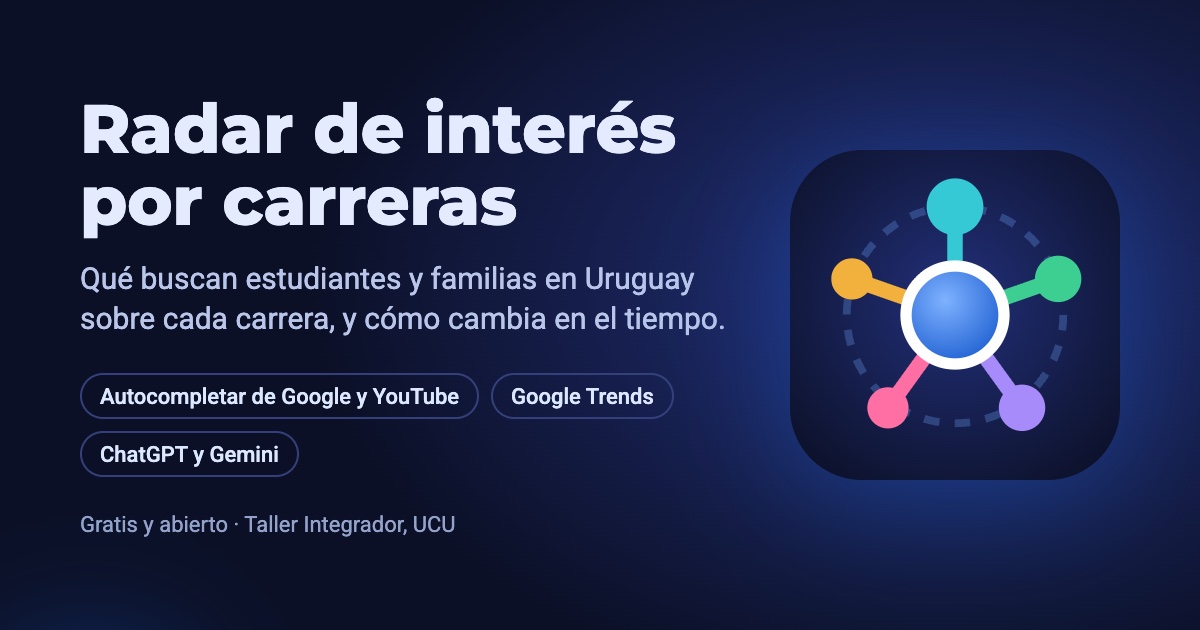 Radar de interés
por carreras
Qué buscan estudiantes y familias en Uruguay
sobre cada carrera, y cómo cambia en el tiempo.
Autocompletar de Google y YouTube
Google Trends
ChatGPT y Gemini
Gratis y abierto · Taller Integrador, UCU